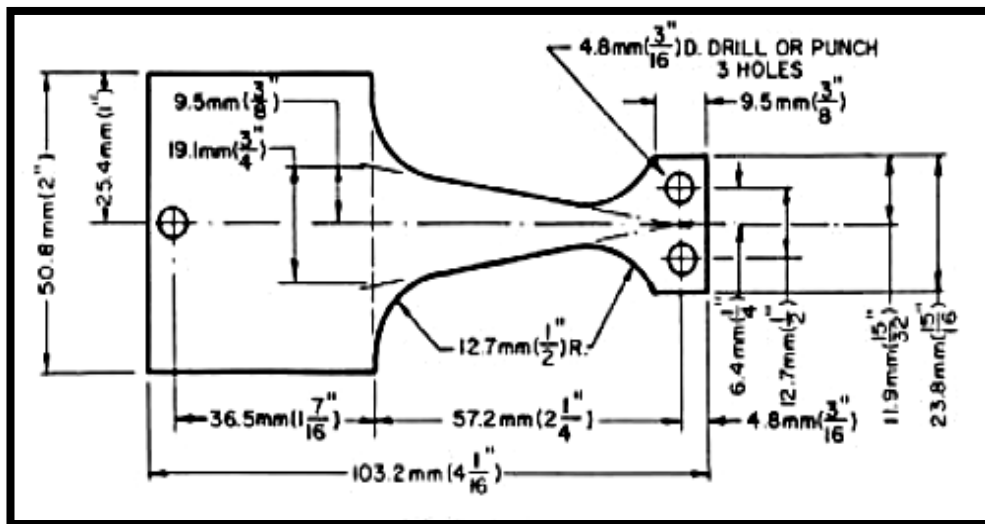 4.8mm(3/16")D. DRILL OR PUNCH
3 HOLES
9.5mm(3/8")
9.5mm(3/8")
19.1mm(3/4")
25.4mm(1")
50.8mm(2")
12.7mm(1/2")R.
6.4mm(1/4")
12.7mm(1/2")
11.9mm(15/32")
23.8mm(15/16")
36.5mm(1 7/16")
57.2mm(2 1/4")
4.8mm(3/16")
103.2mm(4 1/16")